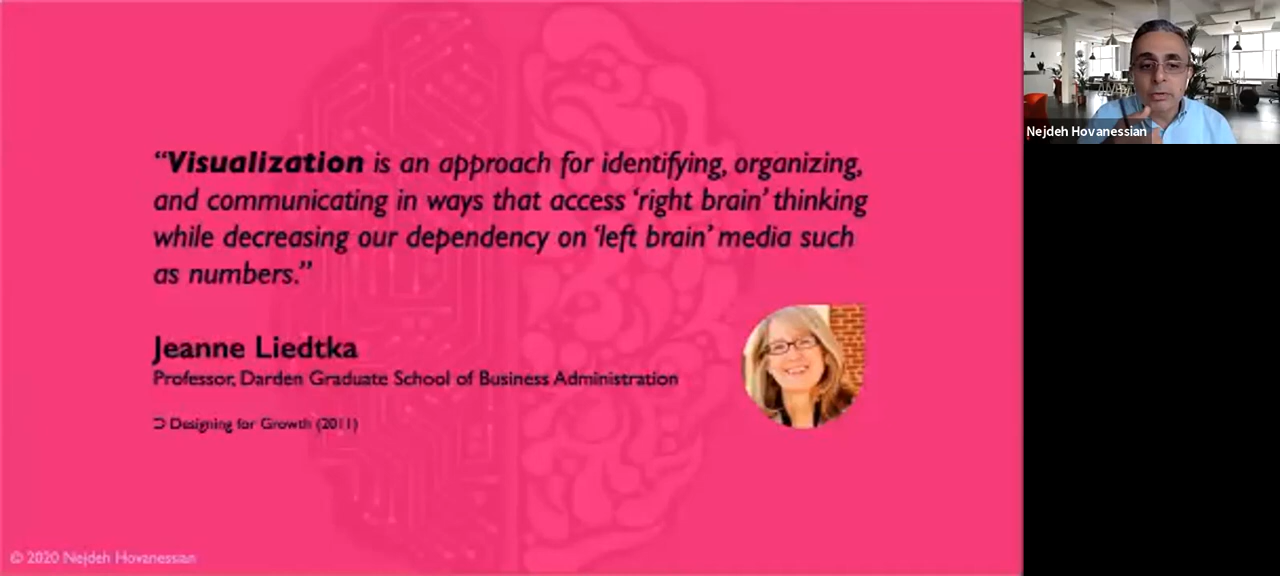 “Visualization is an approach for identifying, organizing,
and communicating in ways that access ‘right brain’ thinking
while decreasing our dependency on ‘left brain’ media such
as numbers.”
Jeanne Liedtka
Professor, Darden Graduate School of Business Administration
⊃ Designing for Growth (2011)
© 2020 Nejdeh Hovanessian
Nejdeh Hovanessian